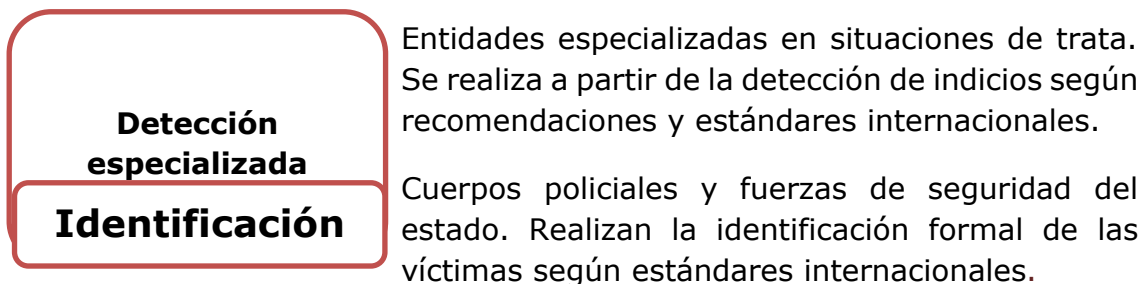 Detección
especializada
Identificación
Entidades especializadas en situaciones de trata.
Se realiza a partir de la detección de indicios según
recomendaciones y estándares internacionales.
Cuerpos policiales y fuerzas de seguridad del
estado. Realizan la identificación formal de las
víctimas según estándares internacionales.